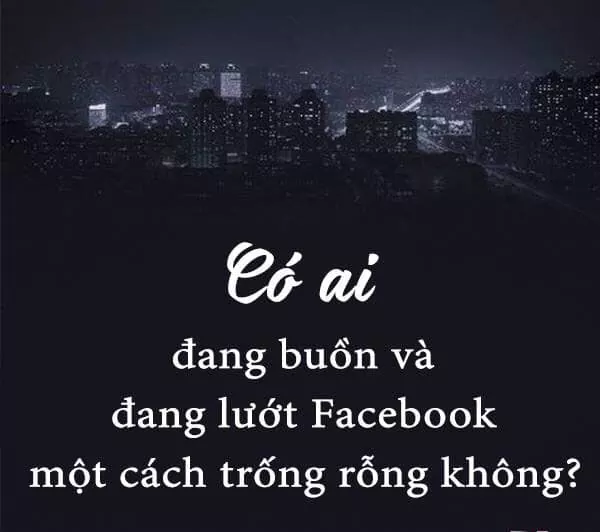 Có ai
đang buồn và
đang lướt Facebook
một cách trống rỗng không?